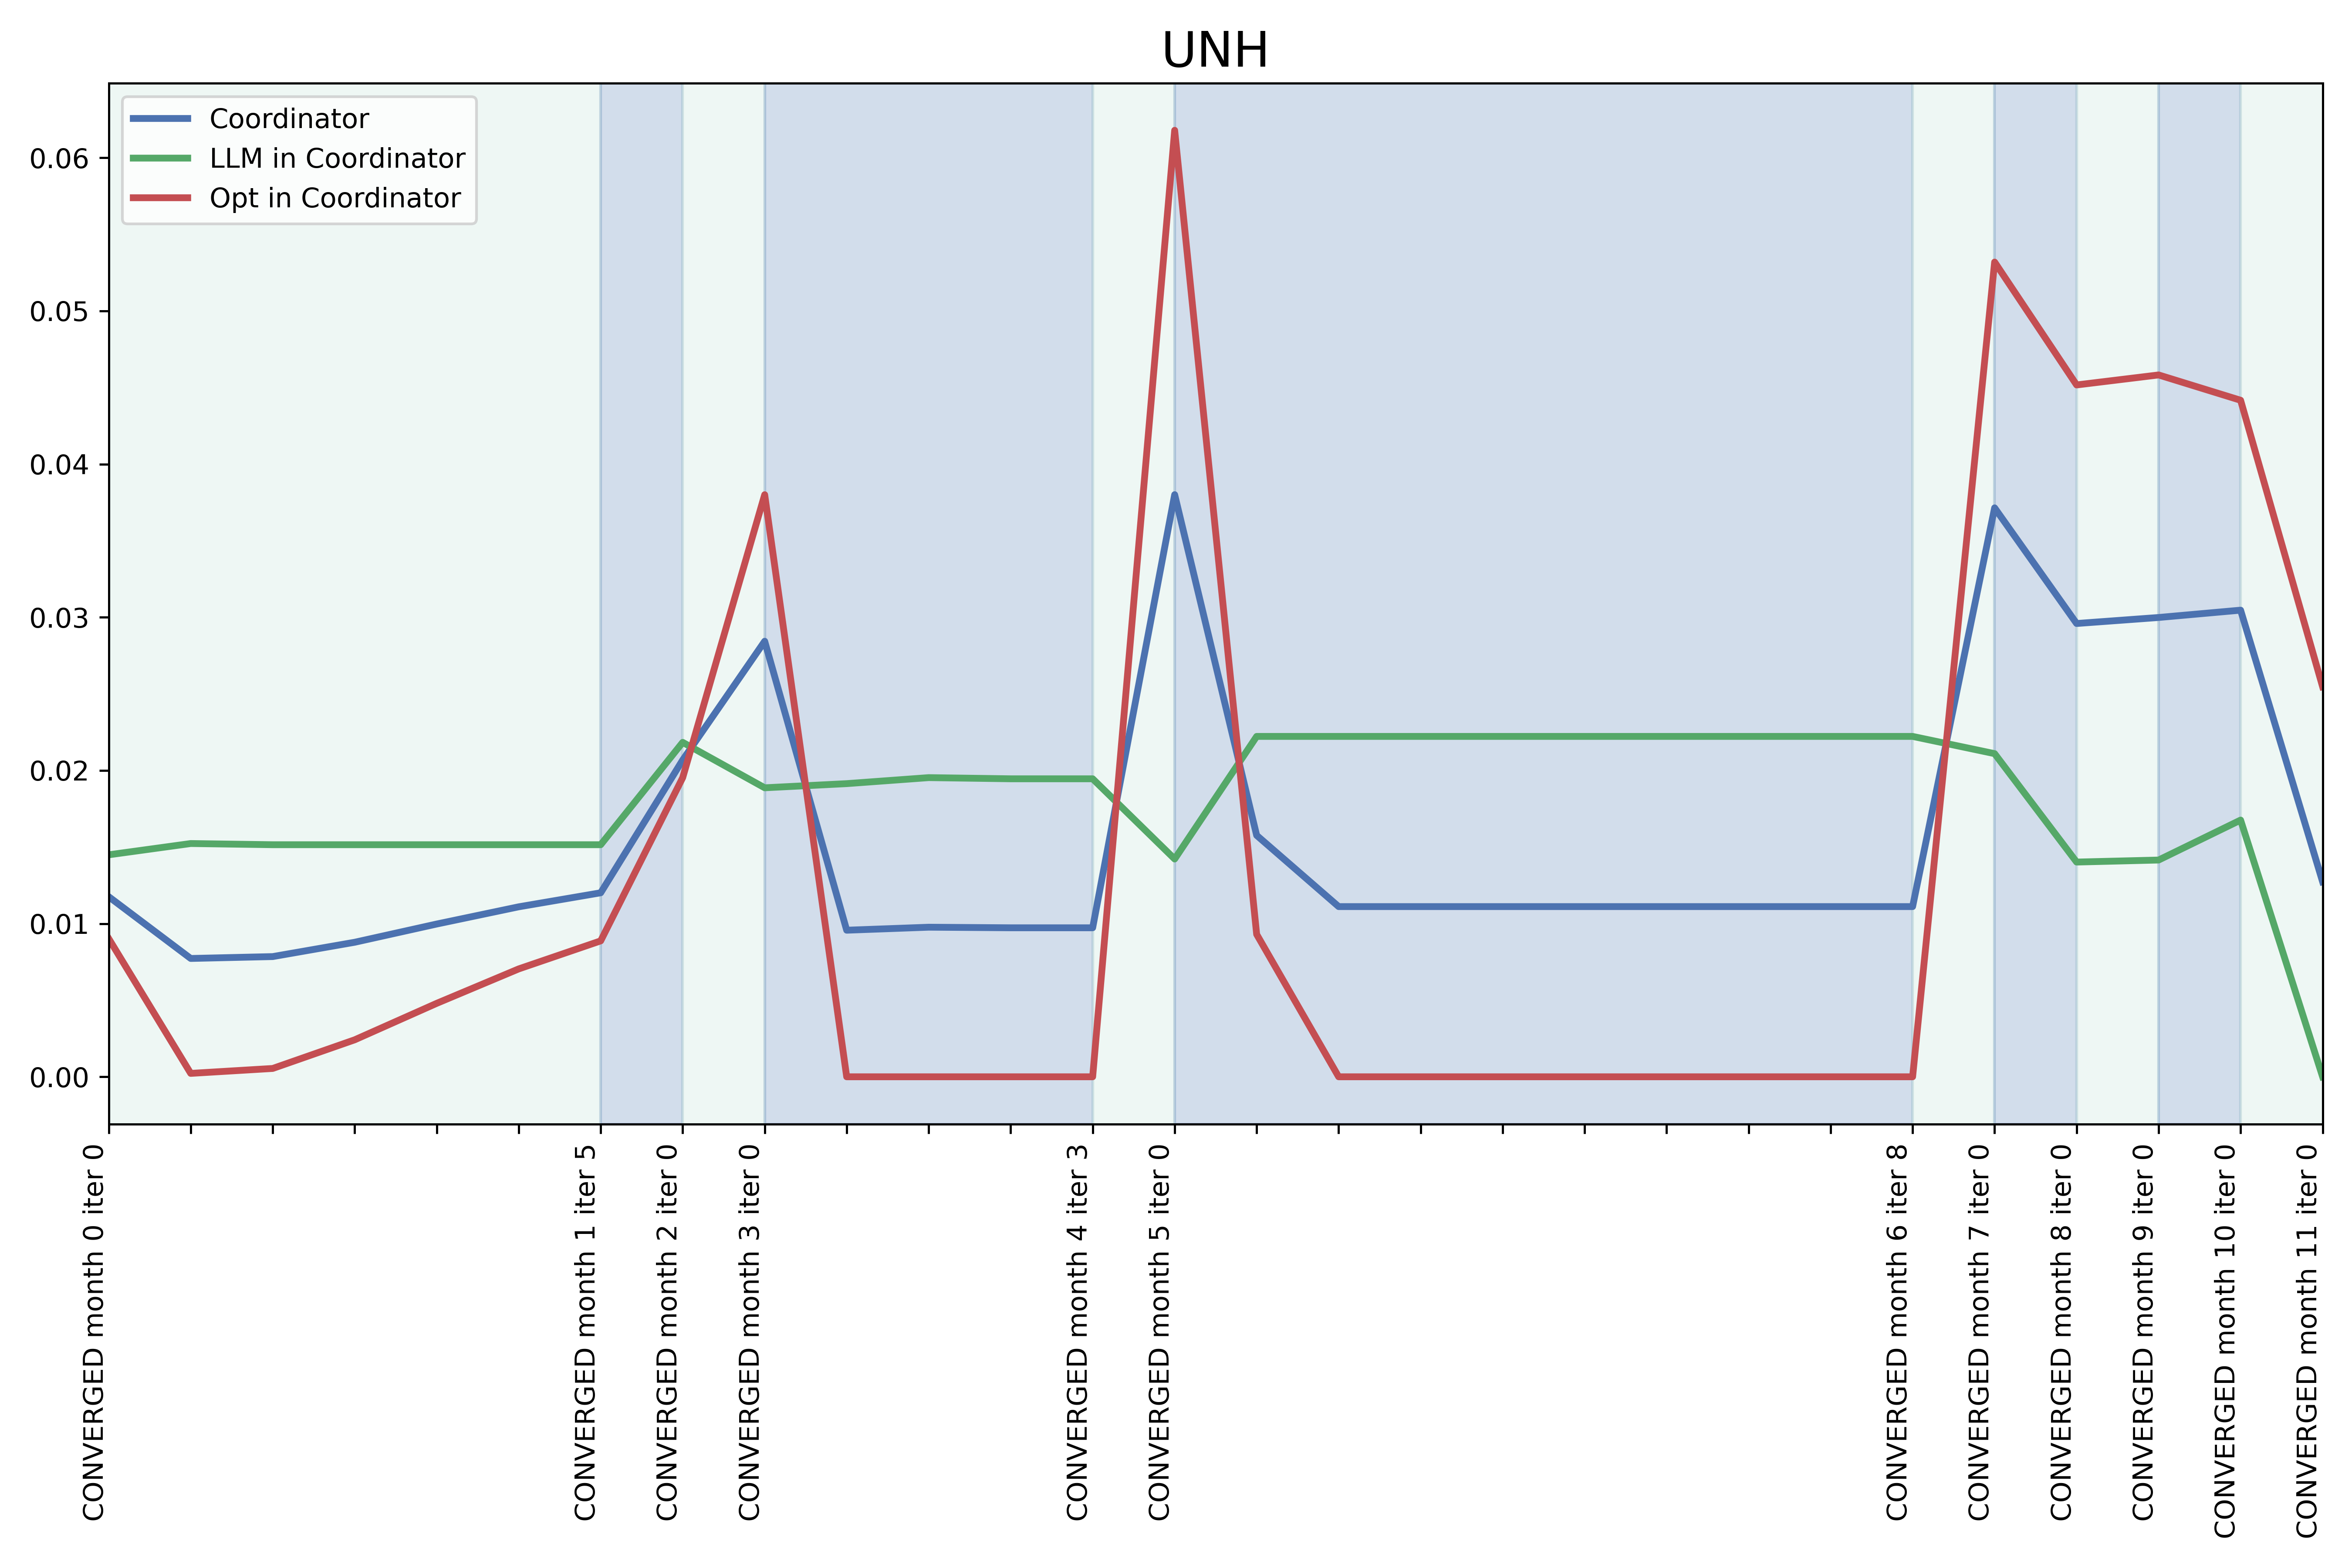 UNH
Coordinator
LLM in Coordinator
Opt in Coordinator
0.06
0.05
0.04
0.03
0.02
0.01
0.00
CONVERGED month 0 iter 0
CONVERGED month 1 iter 5
CONVERGED month 2 iter 0
CONVERGED month 3 iter 0
CONVERGED month 4 iter 3
CONVERGED month 5 iter 0
CONVERGED month 6 iter 8
CONVERGED month 7 iter 0
CONVERGED month 8 iter 0
CONVERGED month 9 iter 0
CONVERGED month 10 iter 0
CONVERGED month 11 iter 0